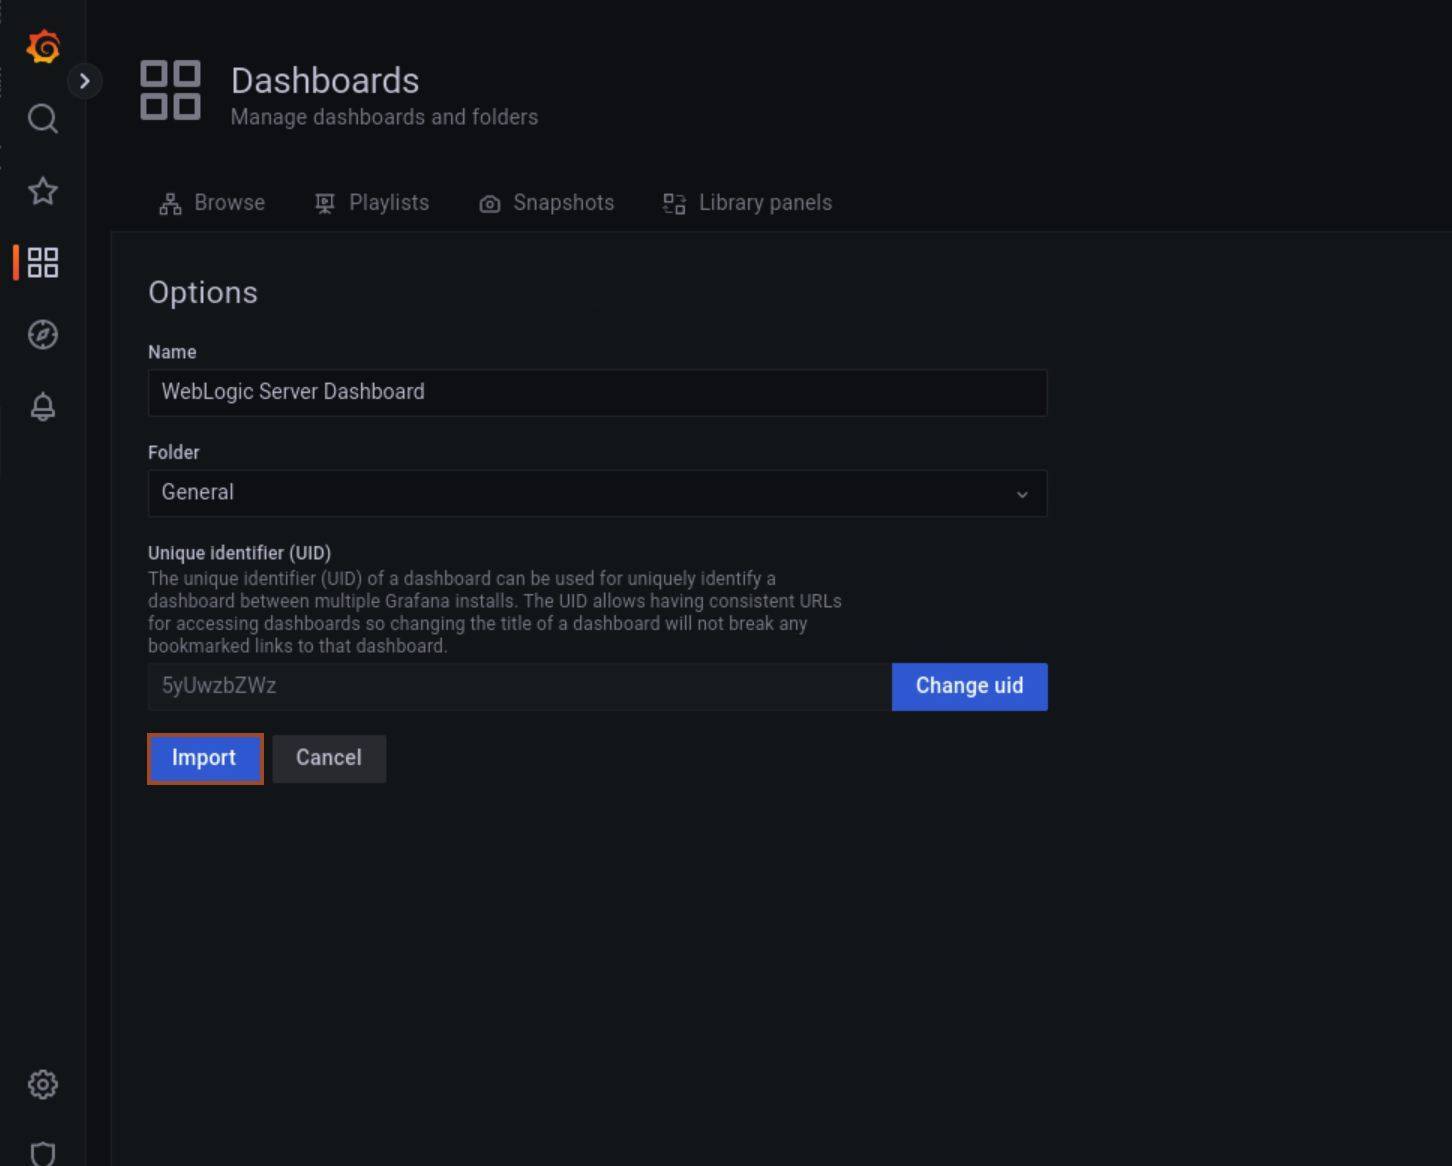 Dashboards
Manage dashboards and folders
Browse Playlists Snapshots Library panels
Options
Name
WebLogic Server Dashboard
Folder
General
Unique identifier (UID)
The unique identifier (UID) of a dashboard can be used for uniquely identify a
dashboard between multiple Grafana installs. The UID allows having consistent URLs
for accessing dashboards so changing the title of a dashboard will not break any
bookmarked links to that dashboard.
5yUwzbZWz Change uid
Import Cancel